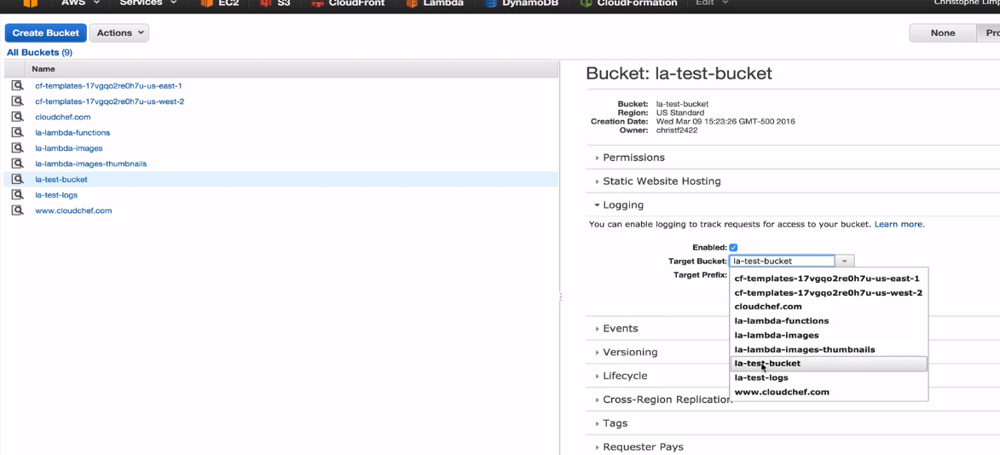 AWS Services EC2 S3 CloudFront Lambda DynamoDB CloudFormation Edit
Create Bucket Actions None
All Buckets (9)
Name
cf-templates-17vgqo2re0h7u-us-east-1
cf-templates-17vgqo2re0h7u-us-west-2
cloudchef.com
la-lambda-functions
la-lambda-images
la-lambda-images-thumbnails
la-test-bucket
la-test-logs
www.cloudchef.com
Bucket: la-test-bucket
Bucket: la-test-bucket
Region: US Standard
Creation Date: Wed Mar 09 15:23:26 GMT-500 2016
Owner: christf2422
Permissions
Static Website Hosting
Logging
You can enable logging to track requests for access to your bucket. Learn more.
Enabled:
Target Bucket: la-test-bucket
Target Prefix:
cf-templates-17vgqo2re0h7u-us-east-1
cf-templates-17vgqo2re0h7u-us-west-2
cloudchef.com
la-lambda-functions
la-lambda-images
la-lambda-images-thumbnails
la-test-bucket
la-test-logs
www.cloudchef.com
Events
Versioning
Lifecycle
Cross-Region Replication
Tags
Requester Pays